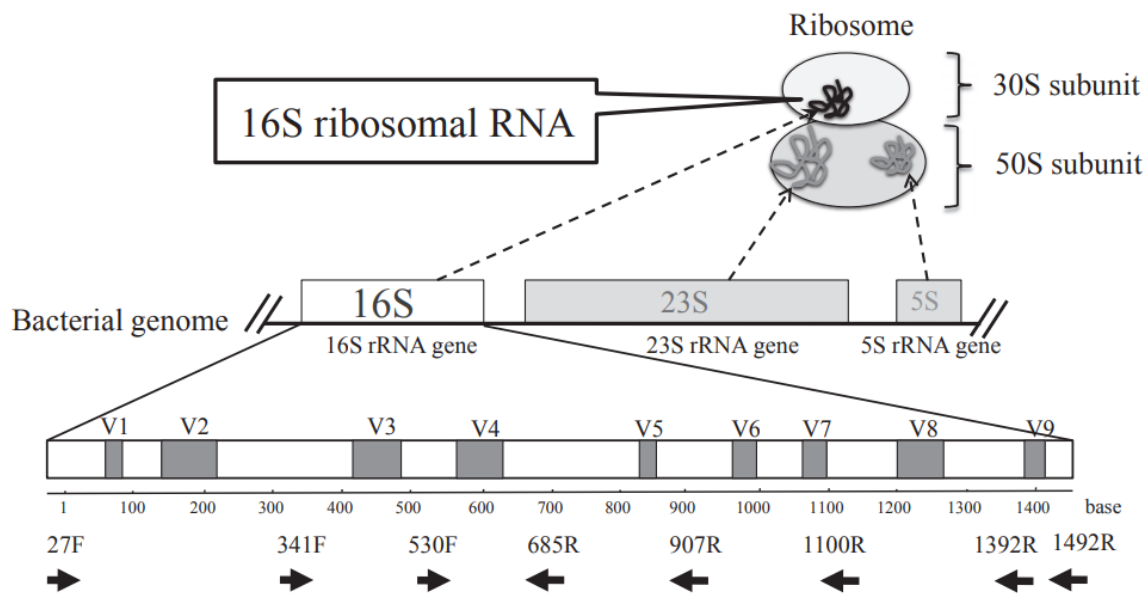 Ribosome
30S subunit
16S ribosomal RNA
50S subunit
16S 23S 5S
Bacterial genome
16S rRNA gene 23S rRNA gene 5S rRNA gene
V1 V2 V3 V4 V5 V6 V7 V8 V9
1 100 200 300 400 500 600 700 800 900 1000 1100 1200 1300 1400 base
27F 341F 530F 685R 907R 1100R 1392R 1492R